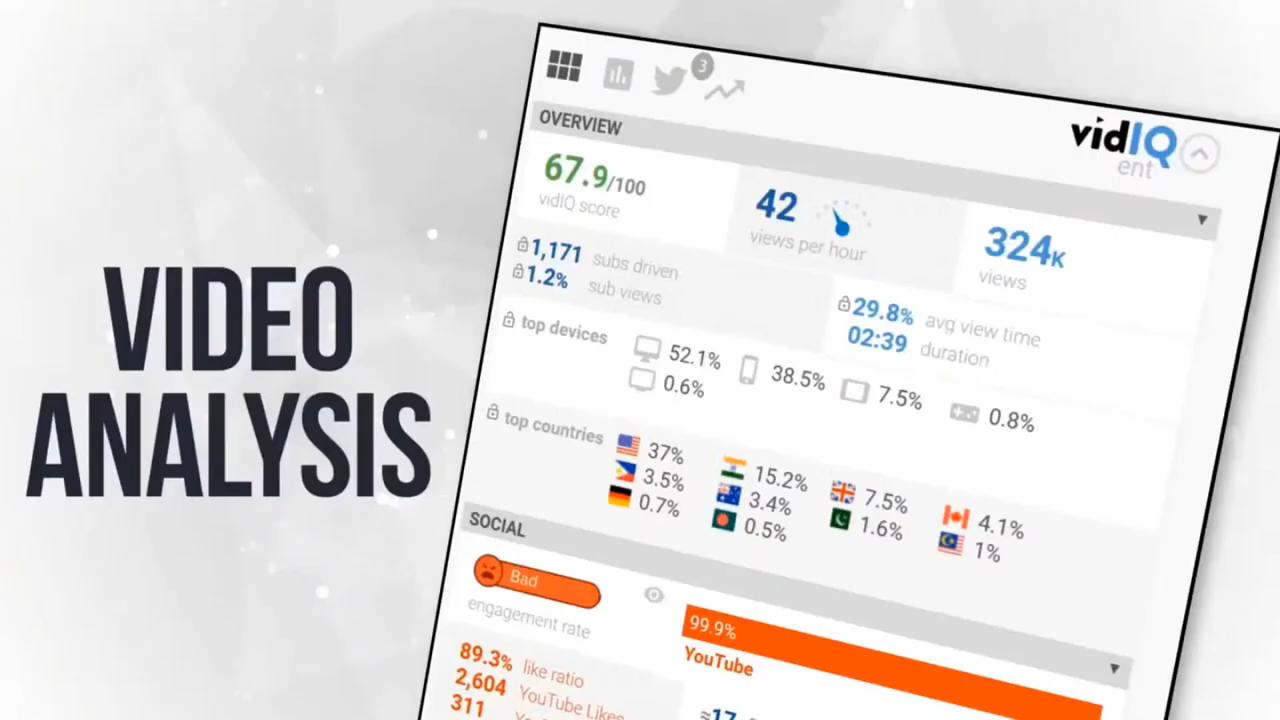 VIDEO
ANALYSIS
3
vidIQ
ent
OVERVIEW
67.9/100
vidIQ score
42
views per hour
324K
views
1,171 subs driven
1.2% sub views
29.8% avg view time
02:39 duration
top devices
52.1% 38.5% 7.5% 0.8%
0.6%
top countries
37% 15.2% 7.5% 4.1%
3.5% 3.4% 1.6% 1%
0.7% 0.5%
SOCIAL
Bad
engagement rate
99.9%
YouTube
89.3% like ratio
2,604 YouTube Likes
311